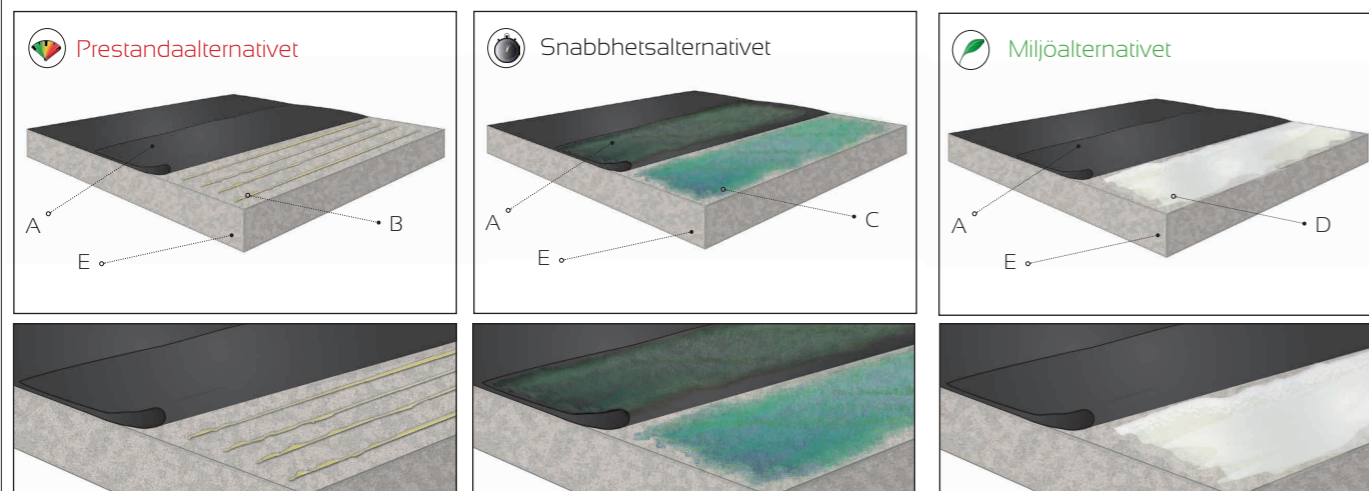 Prestandaalternativet
A
B
E
Snabbhetsalternativet
A
C
E
Miljöalternativet
A
D
E